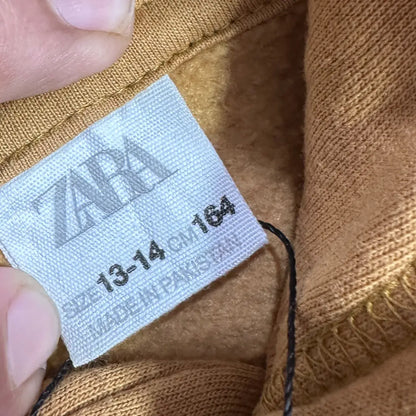 ZARA
SIZE 13-14 CM 164
MADE IN PAKISTAN